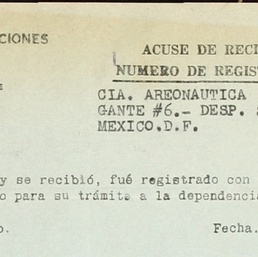 CIONES
ACUSE DE RECI
NUMERO DE REGIST
CIA. AREONAUTICA
GANTE #6.- DESP.
MEXICO.D.F.
y se recibió, fué registrado con
o para su trámite a la dependencia
o.
Fecha.